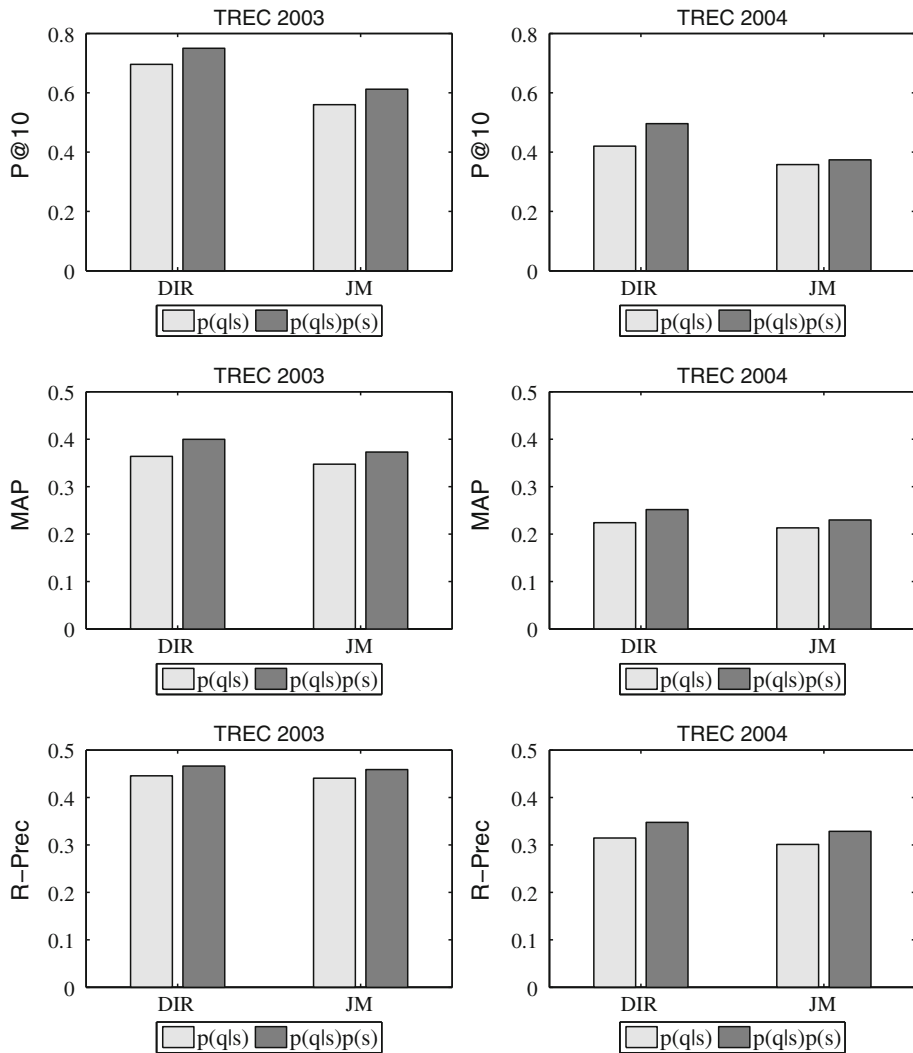 TREC 2003
P@10
0.8
0.6
0.4
0.2
0
DIR JM
p(q|s) p(q|s)p(s)
TREC 2004
P@10
0.8
0.6
0.4
0.2
0
DIR JM
p(q|s) p(q|s)p(s)
TREC 2003
MAP
0.5
0.4
0.3
0.2
0.1
0
DIR JM
p(q|s) p(q|s)p(s)
TREC 2004
MAP
0.5
0.4
0.3
0.2
0.1
0
DIR JM
p(q|s) p(q|s)p(s)
TREC 2003
R−Prec
0.5
0.4
0.3
0.2
0.1
0
DIR JM
p(q|s) p(q|s)p(s)
TREC 2004
R−Prec
0.5
0.4
0.3
0.2
0.1
0
DIR JM
p(q|s) p(q|s)p(s)